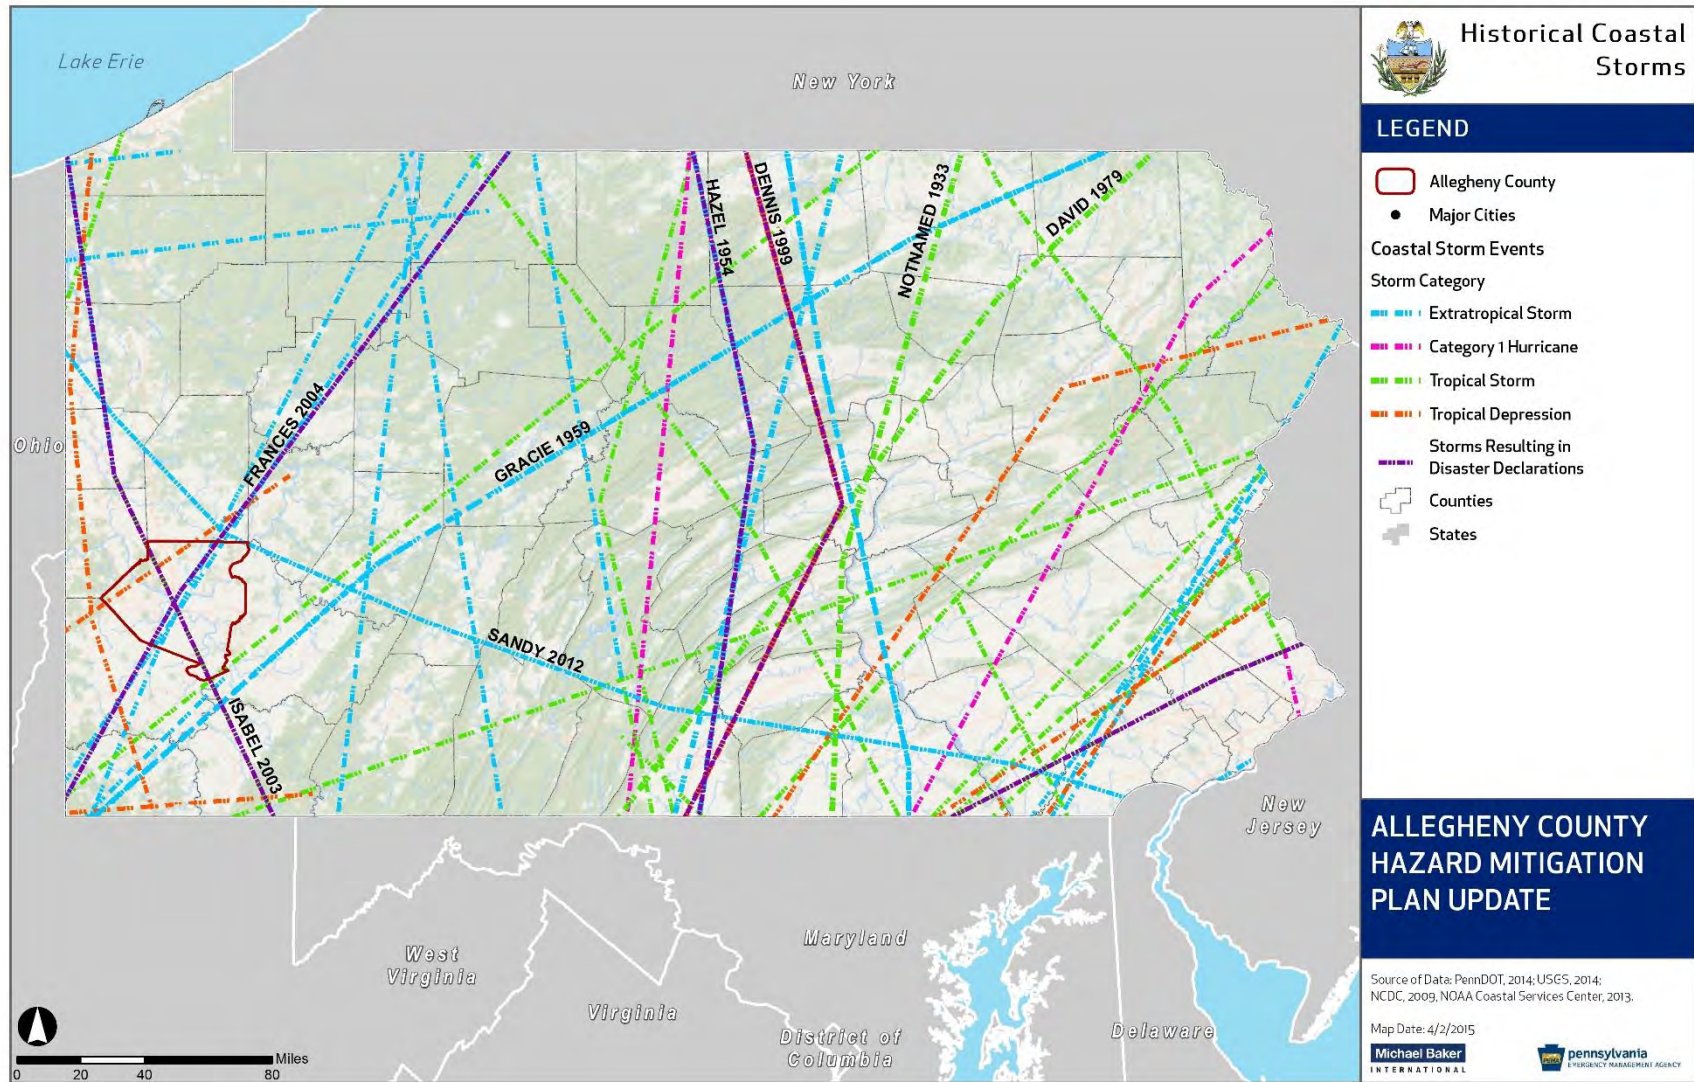 Lake Erie
New York
Ohio
FRANCES 2004
GRACIE 1959
HAZEL 1954
DENNIS 1999
NOTNAMED 1933
DAVID 1979
SANDY 2012
ISABEL 2003
West
Virginia
Virginia
Maryland
District of
Columbia
Delaware
New
Jersey
Miles
0 20 40 80
Historical Coastal
Storms
LEGEND
Allegheny County
Major Cities
Coastal Storm Events
Storm Category
Extratropical Storm
Category 1 Hurricane
Tropical Storm
Tropical Depression
Storms Resulting in
Disaster Declarations
Counties
States
ALLEGHENY COUNTY
HAZARD MITIGATION
PLAN UPDATE
Source of Data: PennDOT, 2014; USGS, 2014;
NCDC, 2009, NOAA Coastal Services Center, 2013.
Map Date: 4/2/2015
Michael Baker
INTERNATIONAL
pennsylvania
EMERGENCY MANAGEMENT AGENCY